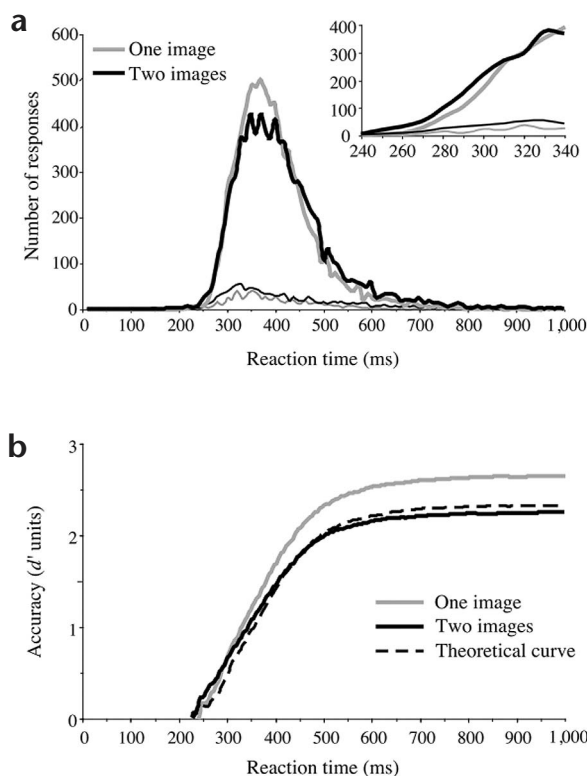 a
One image
Two images
Number of responses
600
500
400
300
200
100
0
0 100 200 300 400 500 600 700 800 900 1,000
Reaction time (ms)
400
300
200
100
0
240 260 280 300 320 340
b
Accuracy (d' units)
3
2
1
0
One image
Two images
Theoretical curve
0 100 200 300 400 500 600 700 800 900 1,000
Reaction time (ms)